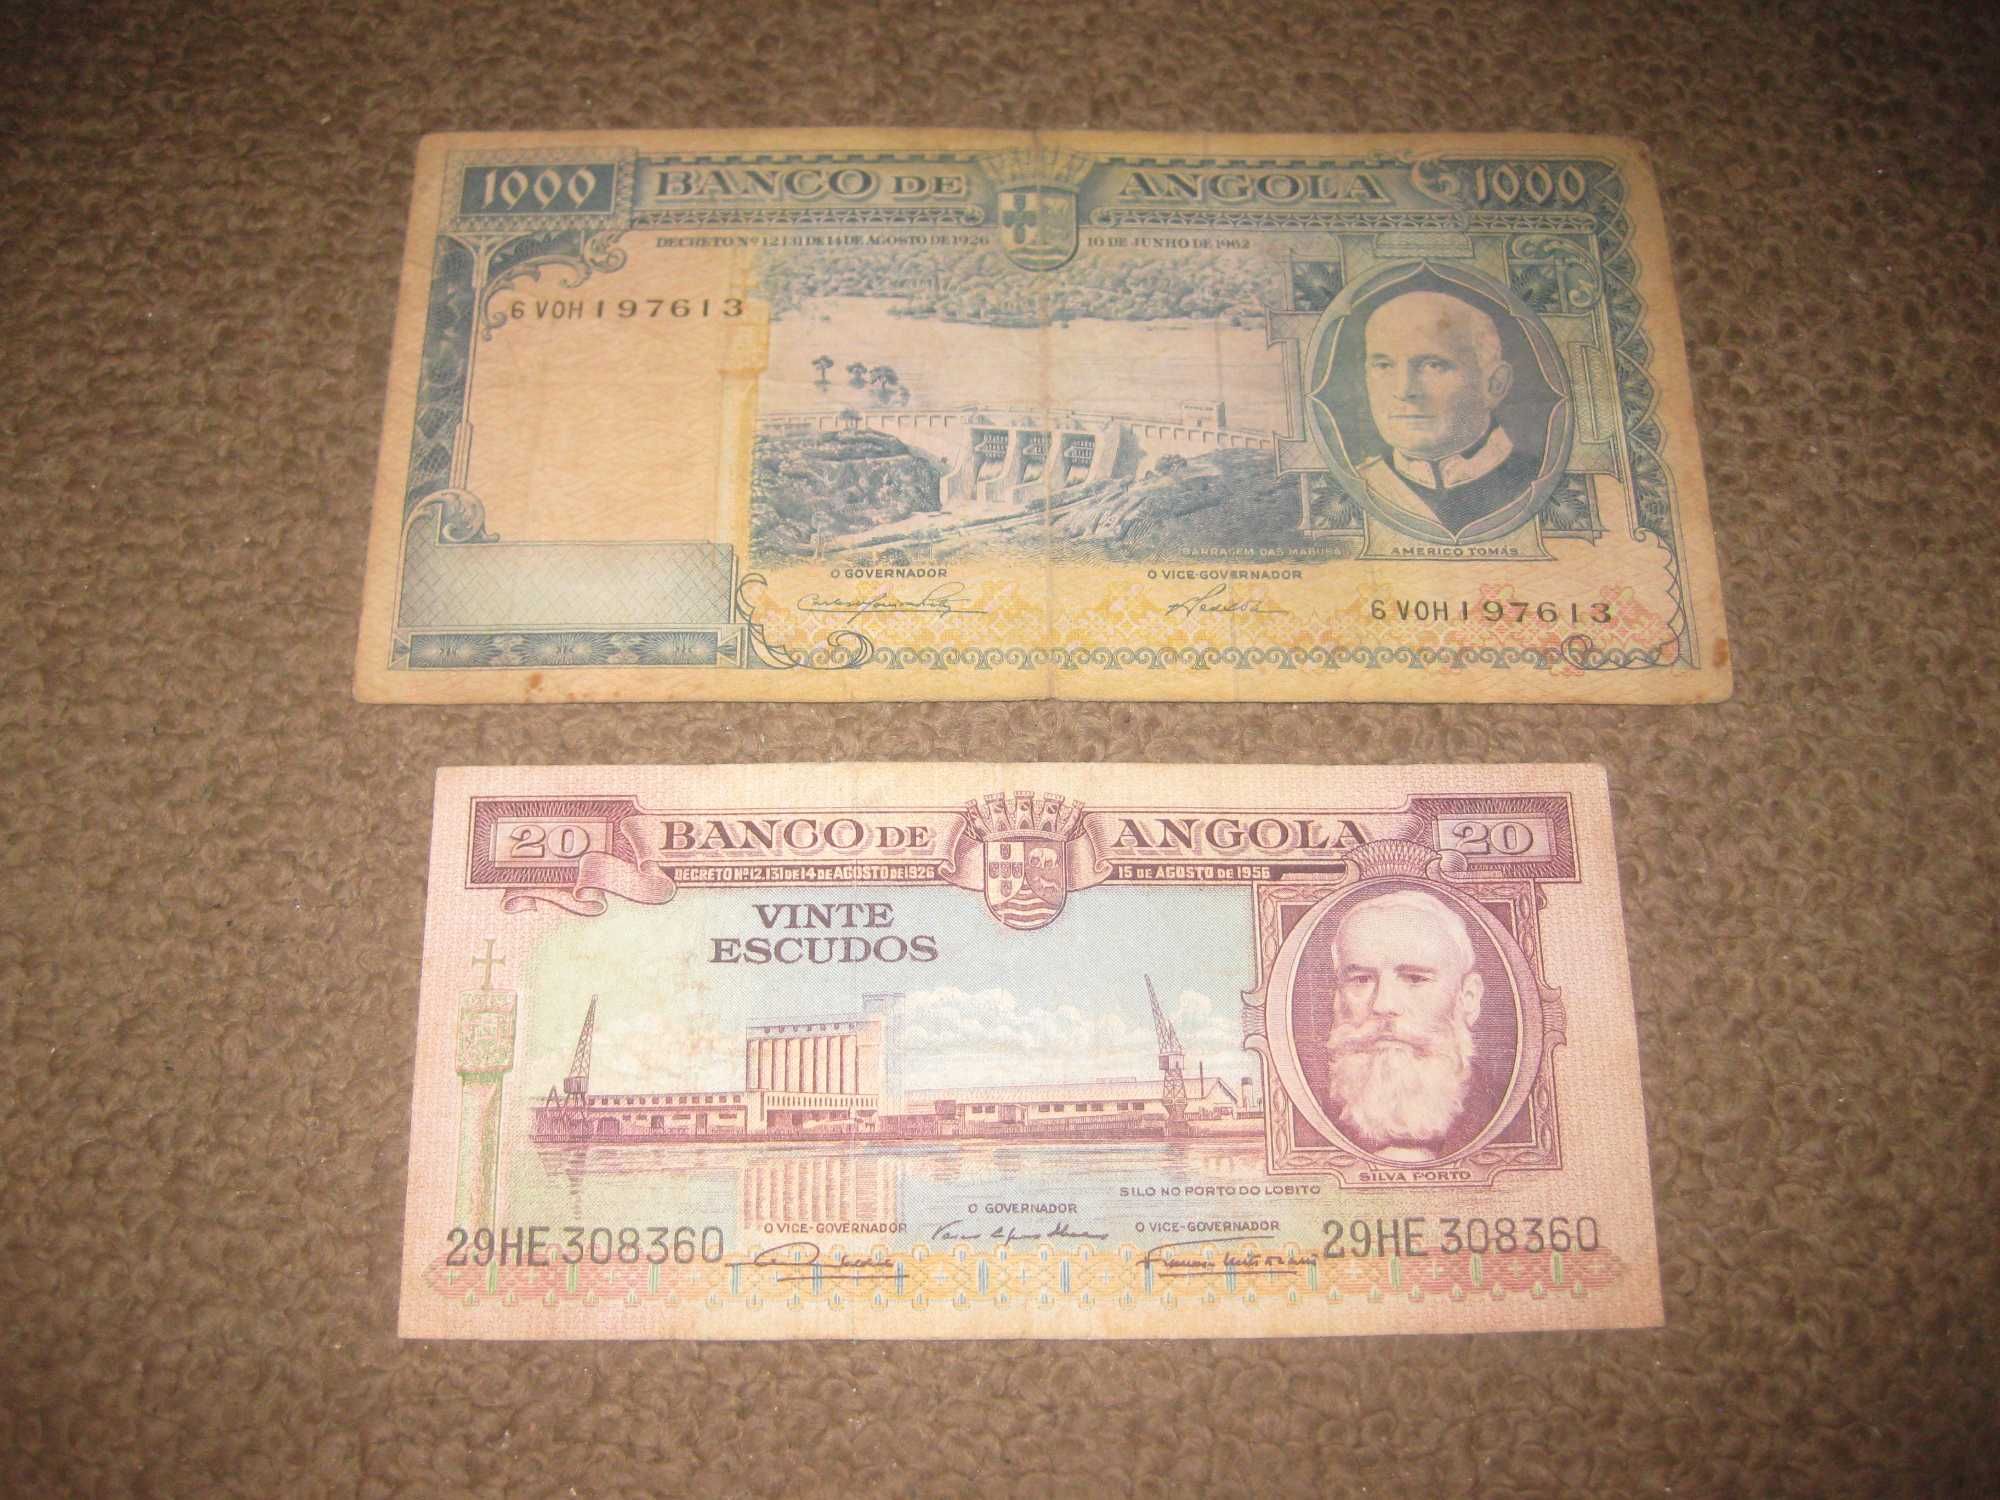 1000 BANCO DE ANGOLA 1000
DECRETO Nº 12.131 DE 14 DE AGOSTO DE 1926 10 DE JUNHO DE 1962
6 VOH 197613
BARRAGEM DAS MABUBAS AMERICO TOMÁS
O GOVERNADOR O VICE-GOVERNADOR
6 VOH 197613
20 BANCO DE ANGOLA 20
DECRETO Nº 12.131 DE 14 DE AGOSTO DE 1926 15 DE AGOSTO DE 1956
VINTE
ESCUDOS
SILVA PORTO
SILO NO PORTO DO LOBITO
O GOVERNADOR
O VICE-GOVERNADOR O VICE-GOVERNADOR
29HE 308360 29HE 308360